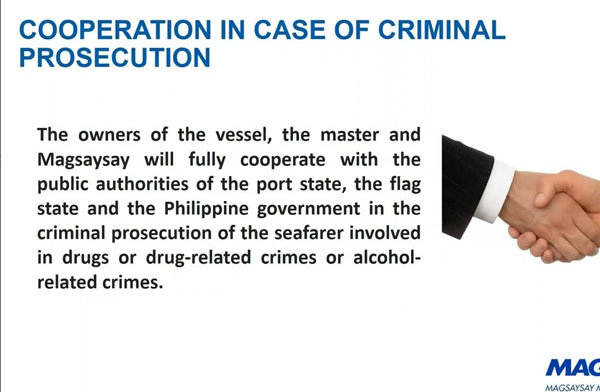 COOPERATION IN CASE OF CRIMINAL
PROSECUTION
The owners of the vessel, the master and
Magsaysay will fully cooperate with the
public authorities of the port state, the flag
state and the Philippine government in the
criminal prosecution of the seafarer involved
in drugs or drug-related crimes or alcohol-
related crimes.
MAG
MAGSAYSAY M